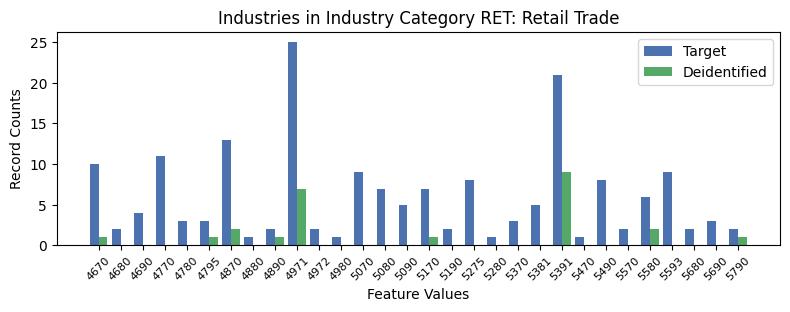 Industries in Industry Category RET: Retail Trade
Target
Deidentified
Record Counts
25
20
15
10
5
0
4670 4680 4690 4770 4780 4795 4870 4880 4890 4971 4972 4980 5070 5080 5090 5170 5190 5275 5280 5370 5381 5391 5470 5490 5570 5580 5593 5680 5690 5790
Feature Values